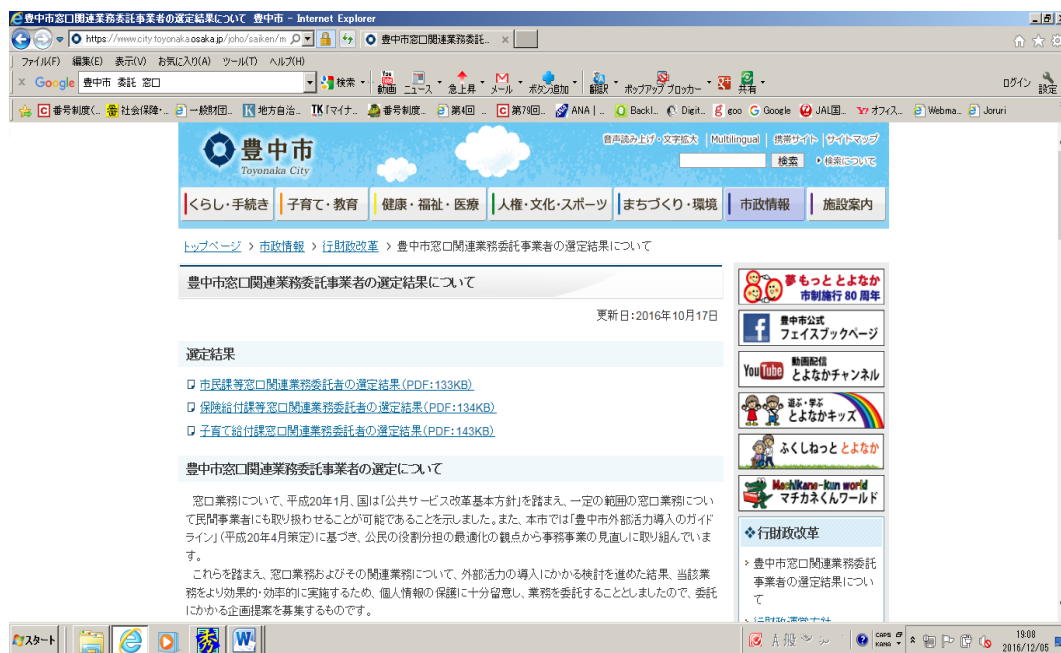 豊中市窓口関連業務委託事業者の選定結果について 豊中市 - Internet Explorer
https://www.city.toyonaka.osaka.jp/joho/saiken/m
豊中市窓口関連業務委託...
ファイル(F) 編集(E) 表示(V) お気に入り(A) ツール(T) ヘルプ(H)
Google 豊中市 委託 窓口 検索 動画 ニュース 急上昇 メール ボタン追加 翻訳 ポップアップブロッカー 共有 ログイン 設定
番号制度(... 社会保障・... 一般財団... 地方自治... 「マイナ... 番号制度... 第4回 ... 第79回... ANA | ... Backl... Digit... goo Google JAL国... オフィス... Webma... Joruri
豊中市
Toyonaka City
音声読み上げ・文字拡大 | Multilingual | 携帯サイト | サイトマップ
検索 検索について
くらし・手続き 子育て・教育 健康・福祉・医療 人権・文化・スポーツ まちづくり・環境 市政情報 施設案内
トップページ > 市政情報 > 行財政改革 > 豊中市窓口関連業務委託事業者の選定結果について
豊中市窓口関連業務委託事業者の選定結果について
更新日:2016年10月17日
選定結果
市民課等窓口関連業務委託者の選定結果(PDF:133KB)
保険給付課等窓口関連業務委託者の選定結果(PDF:134KB)
子育て給付課窓口関連業務委託者の選定結果(PDF:143KB)
豊中市窓口関連業務委託事業者の選定について
窓口業務について、平成20年1月、国は「公共サービス改革基本方針」を踏まえ、一定の範囲の窓口業務につい
て民間事業者にも取り扱わせることが可能であることを示しました。また、本市では「豊中市外部活力導入のガイド
ライン」(平成20年4月策定)に基づき、公民の役割分担の最適化の観点から事務事業の見直しに取り組んでいま
す。
これらを踏まえ、窓口業務およびその関連業務について、外部活力の導入にかかる検討を進めた結果、当該業
務をより効果的・効率的に実施するため、個人情報の保護に十分留意し、業務を委託することとしましたので、委託
にかかる企画提案を募集するものです。
夢もっととよなか
市制施行80周年
豊中市公式
フェイスブックページ
You Tube 動画配信
とよなかチャンネル
遊ぶ・学ぶ
とよなかキッズ
ふくしねっと とよなか
Machikane-kun world
マチカネくんワールド
行財政改革
豊中市窓口関連業務委託
事業者の選定結果につい
て
スタート
A 般 CAPS KANA
19:08
2016/12/05